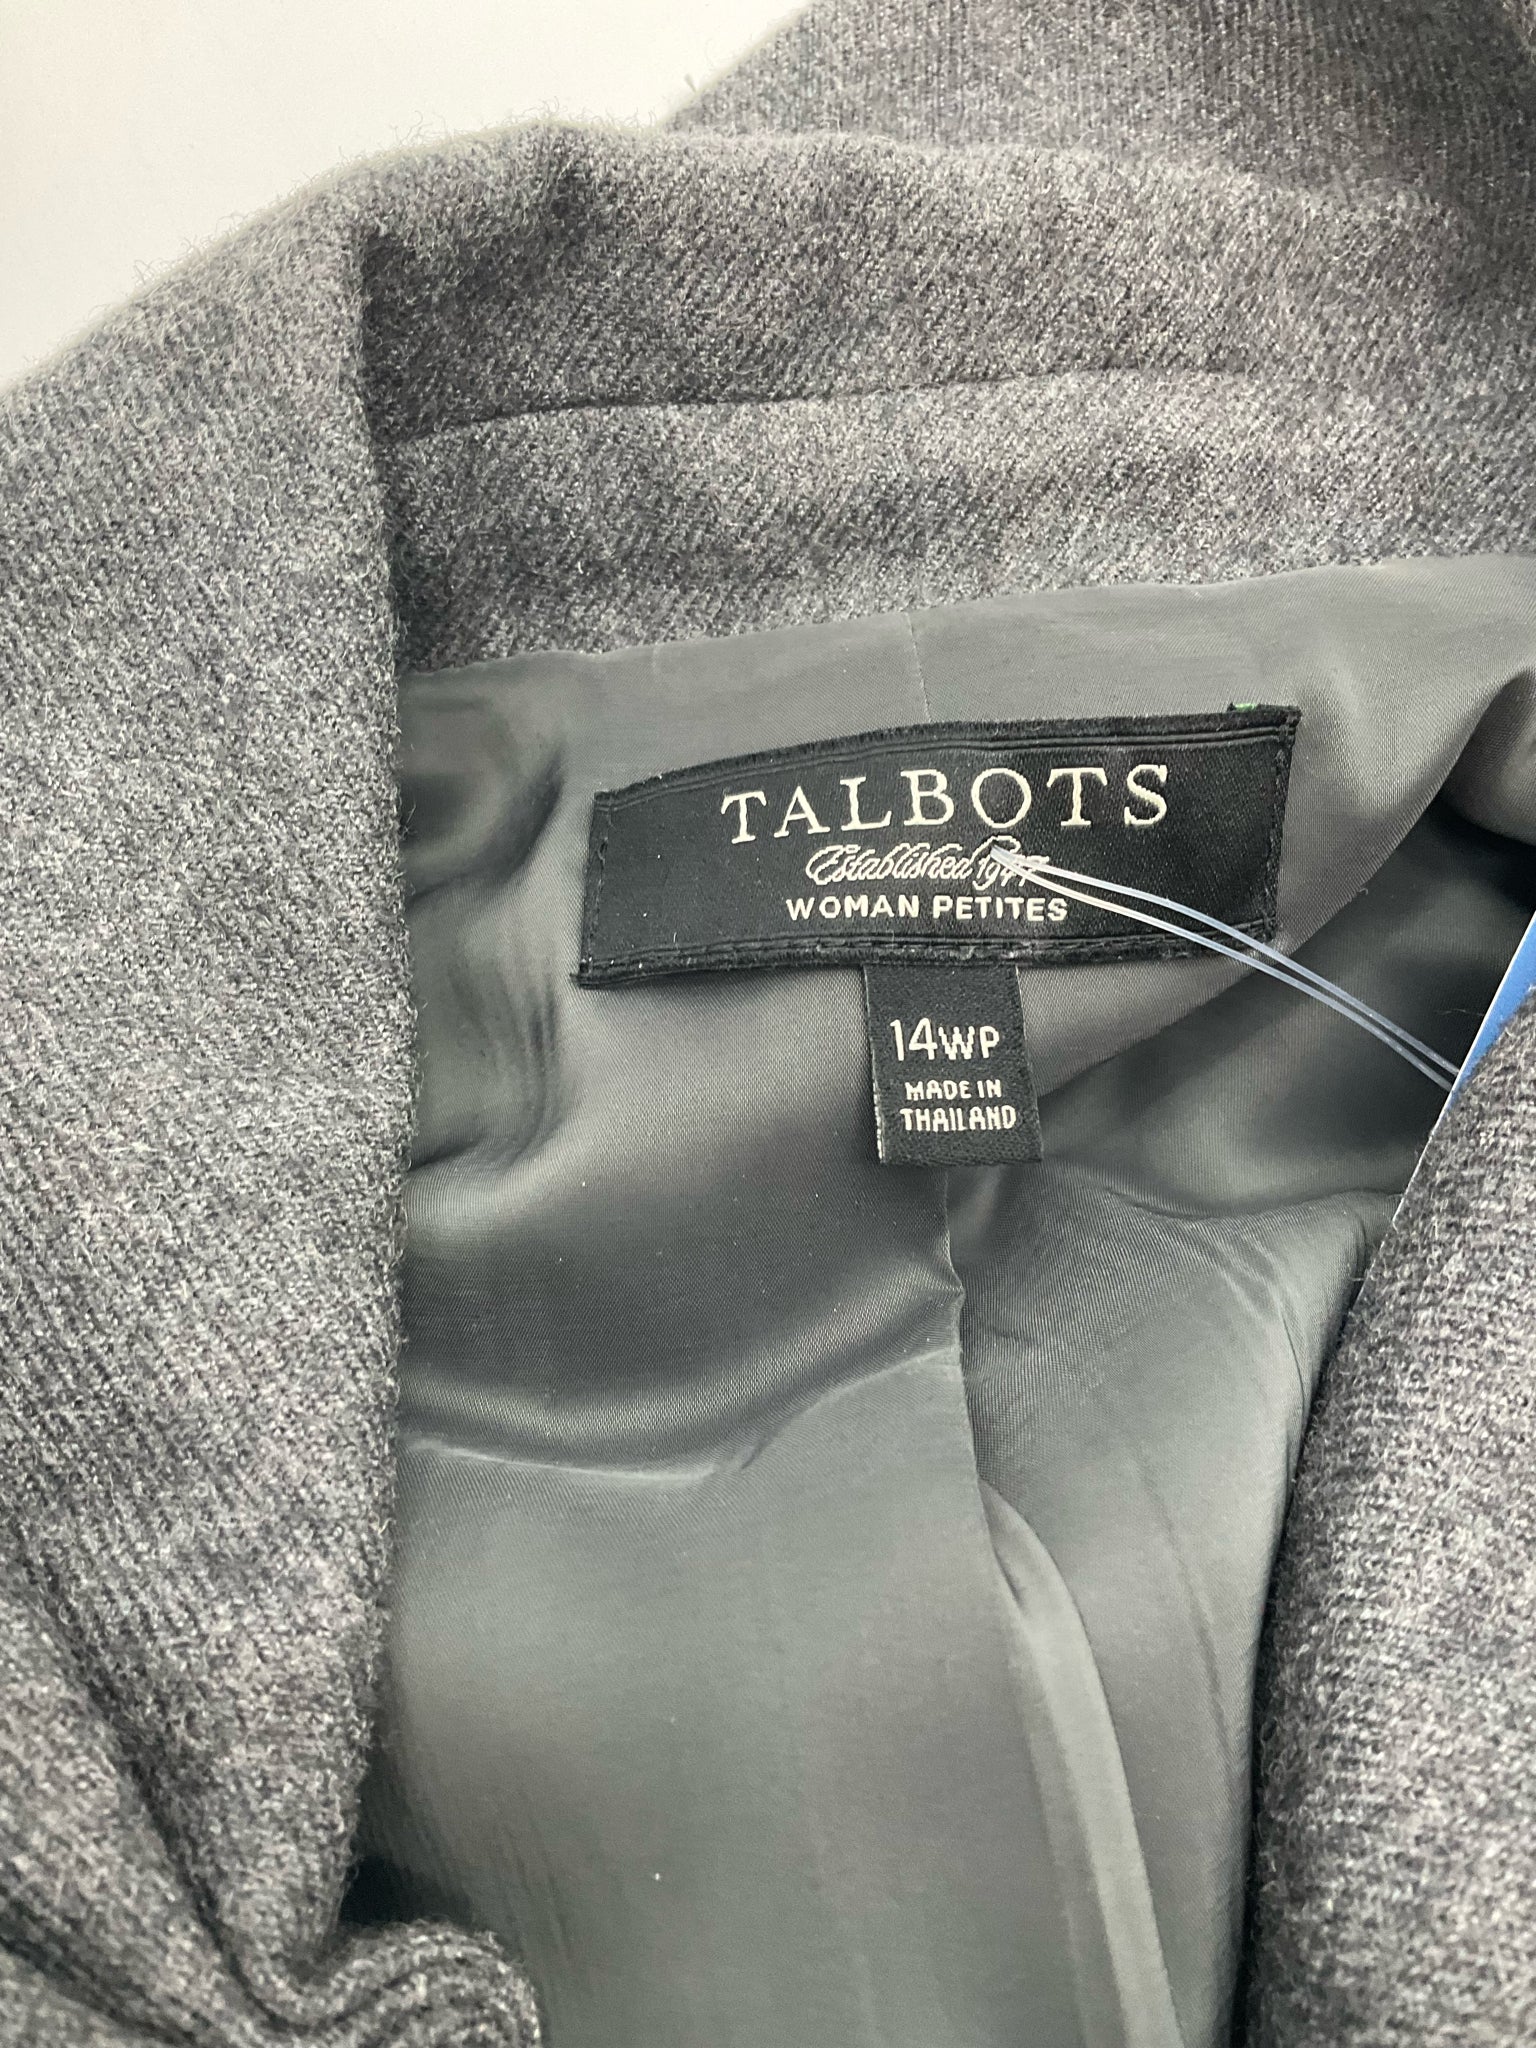 TALBOTS
Established 1947
WOMAN PETITES
14WP
MADE IN
THAILAND